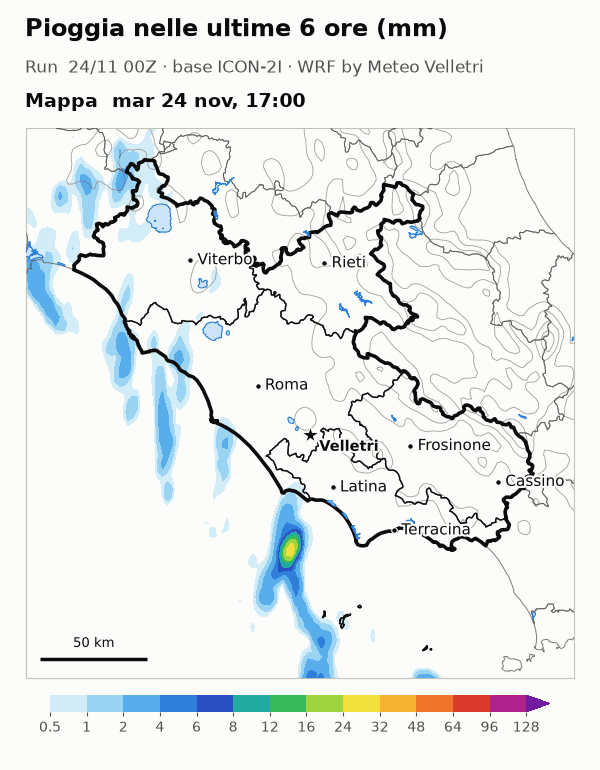 Pioggia nelle ultime 6 ore (mm)
Run  24/11 00Z · base ICON-2I · WRF by Meteo Velletri
Mappa  mar 24 nov, 17:00
Viterbo
Rieti
Roma
Velletri
Frosinone
Latina
Cassino
Terracina
50 km
0.5 1 2 4 6 8 12 16 24 32 48 64 96 128